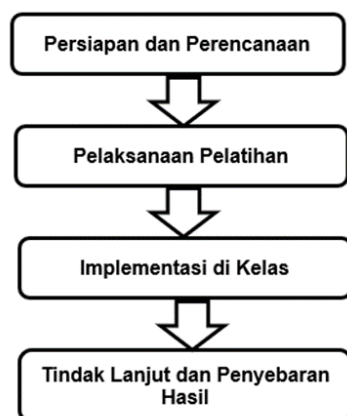 Persiapan dan Perencanaan
Pelaksanaan Pelatihan
Implementasi di Kelas
Tindak Lanjut dan Penyebaran
Hasil